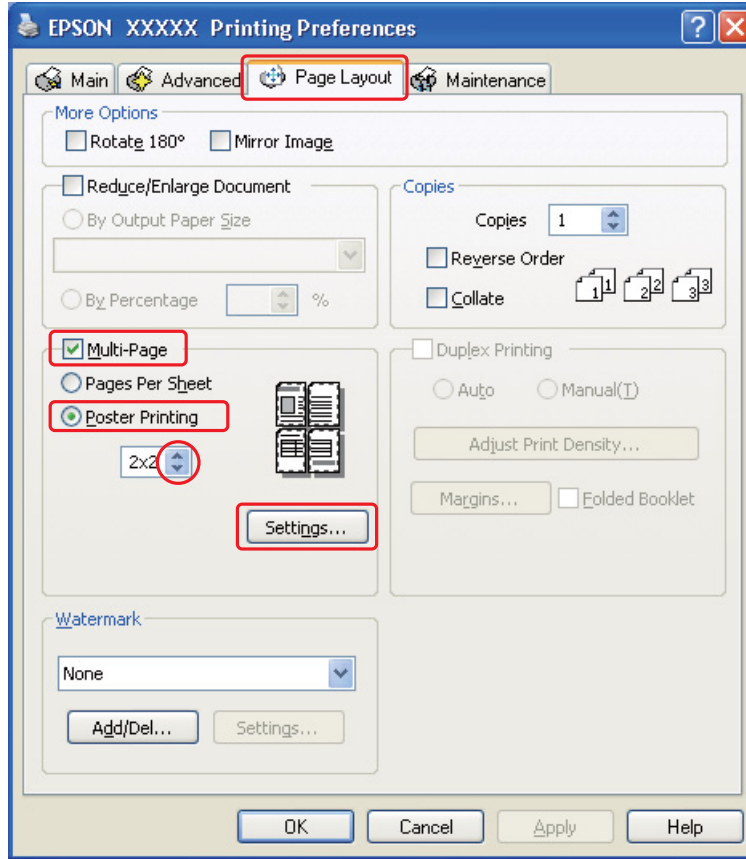 EPSON XXXXX Printing Preferences
Main Advanced Page Layout Maintenance
More Options
Rotate 180° Mirror Image
Reduce/Enlarge Document
By Output Paper Size
By Percentage %
Copies
Copies 1
Reverse Order
Collate
1 1 2 2 3 3
Multi-Page
Pages Per Sheet
Poster Printing
2x2
Settings...
Duplex Printing
Auto Manual(T)
Adjust Print Density...
Margins... Folded Booklet
Watermark
None
Add/Del... Settings...
OK Cancel Apply Help